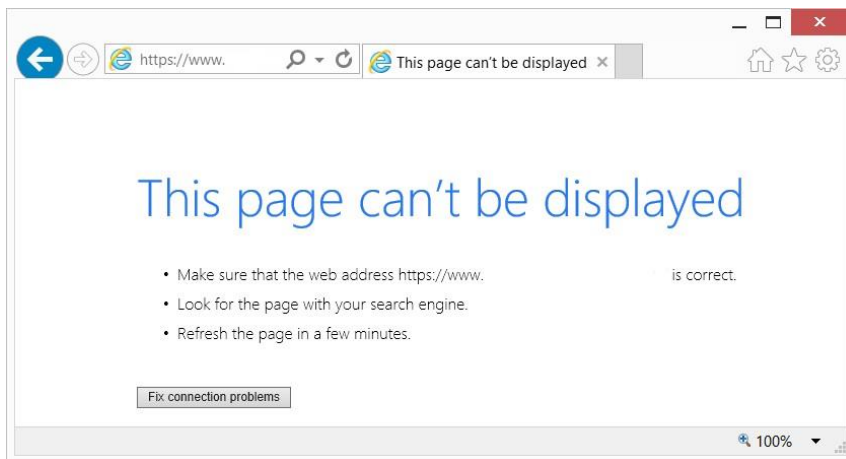 https://www.
This page can't be displayed
This page can't be displayed
• Make sure that the web address https://www. is correct.
• Look for the page with your search engine.
• Refresh the page in a few minutes.
Fix connection problems
100%